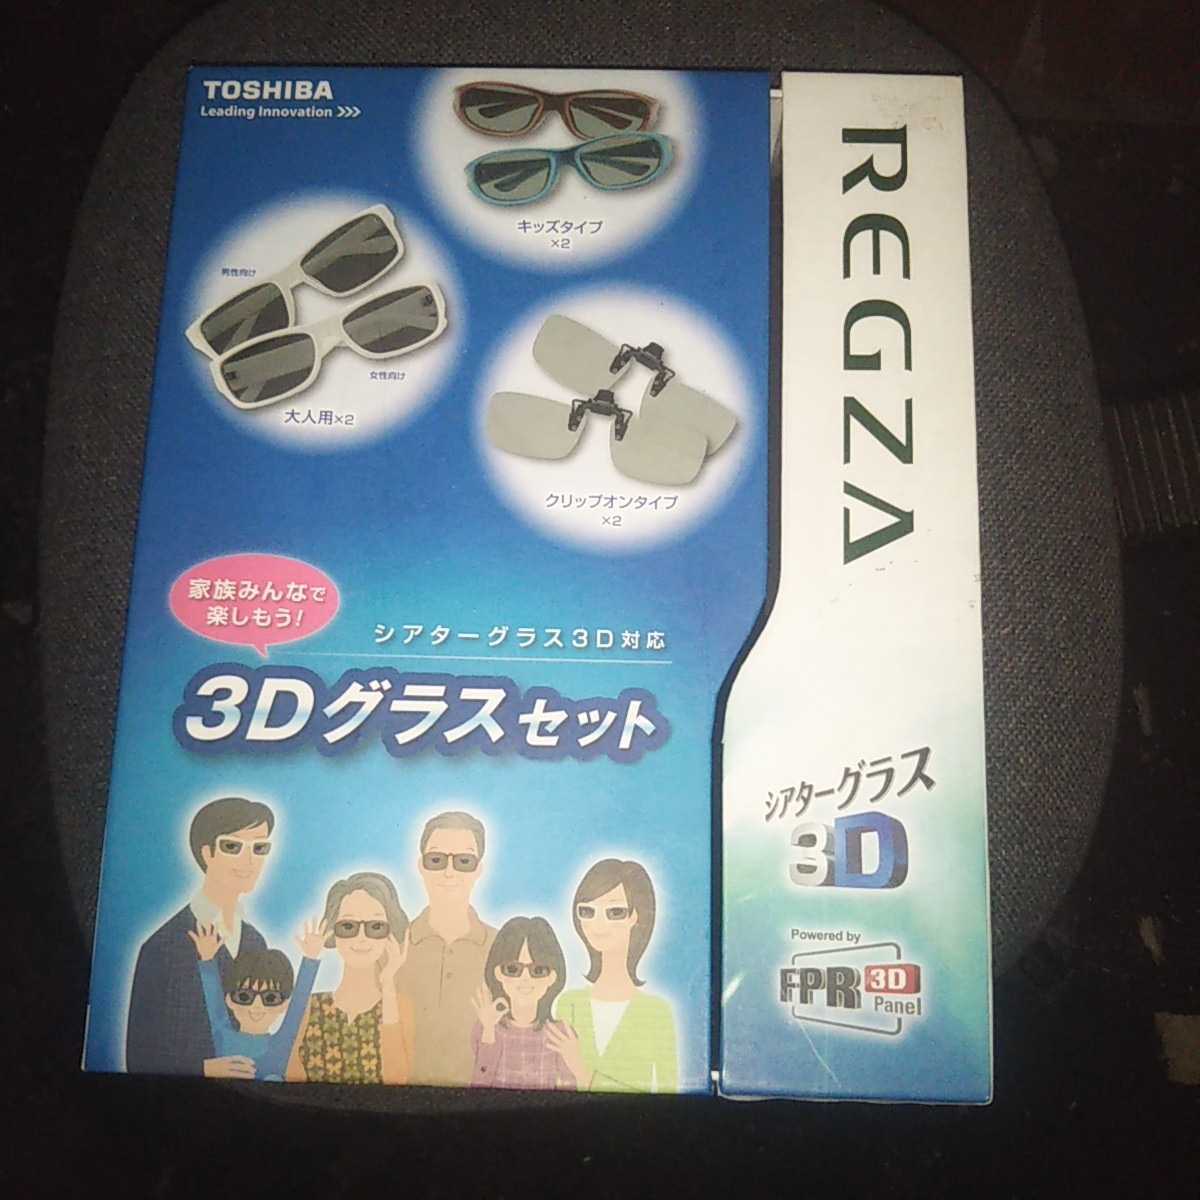 TOSHIBA
Leading Innovation >>>
キッズタイプ
×2
男性向け
女性向け
大人用×2
クリップオンタイプ
×2
家族みんなで
楽しもう!
シアターグラス3D対応
3Dグラスセット
REGZA
シアターグラス
3D
Powered by
FPR 3D
Panel